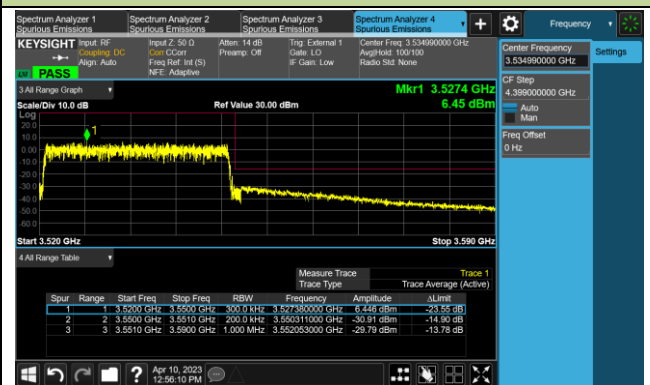 Spectrum Analyzer 1 Spectrum Analyzer 2 Spectrum Analyzer 3 Spectrum Analyzer 4 + Frequency
Spurious Emissions Spurious Emissions Spurious Emissions Spurious Emissions
KEYSIGHT Input: RF Input Z: 50 Ω Atten: 14 dB Trig: External 1 Center Freq: 3.534990000 GHz
Coupling: DC Corr CCorr Preamp: Off Gate: LO Avg|Hold: 100/100
Align: Auto Freq Ref: Int (S) IF Gain: Low Radio Std: None
LXI PASS NFE: Adaptive
Center Frequency Settings
3.534990000 GHz
CF Step
4.399000000 GHz
Auto
Man
Freq Offset
0 Hz
3 All Range Graph Mkr1 3.5274 GHz
Scale/Div 10.0 dB Ref Value 30.00 dBm 6.45 dBm
Log
20.0
10.0
0.00
-10.0
-20.0
-30.0
-40.0
-50.0
-60.0
1
Start 3.520 GHz Stop 3.590 GHz
4 All Range Table
Measure Trace Trace 1
Trace Type Trace Average (Active)
Spur Range Start Freq Stop Freq RBW Frequency Amplitude ΔLimit
1 1 3.5200 GHz 3.5500 GHz 300.0 kHz 3.527380000 GHz 6.446 dBm -23.55 dB
2 2 3.5500 GHz 3.5510 GHz 200.0 kHz 3.550311000 GHz -30.91 dBm -14.90 dB
3 3 3.5510 GHz 3.5900 GHz 1.000 MHz 3.552053000 GHz -29.79 dBm -13.78 dB
? Apr 10, 2023
12:56:10 PM